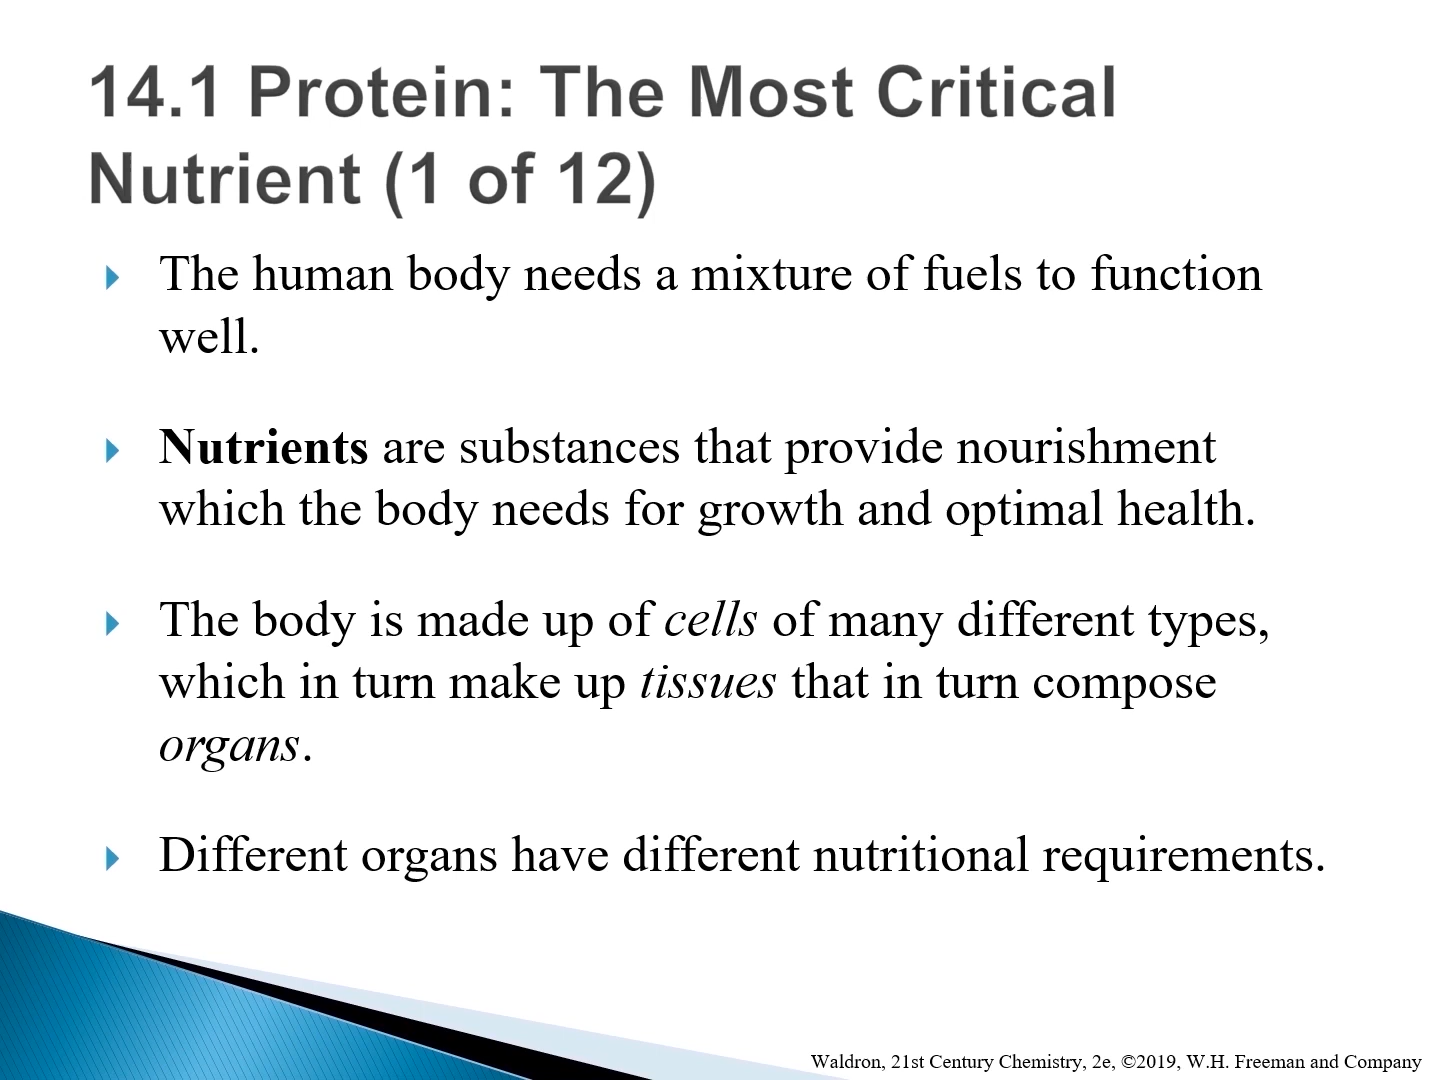 14.1 Protein: The Most Critical
Nutrient (1 of 12)
The human body needs a mixture of fuels to function
well.
Nutrients are substances that provide nourishment
which the body needs for growth and optimal health.
The body is made up of cells of many different types,
which in turn make up tissues that in turn compose
organs.
Different organs have different nutritional requirements.
Waldron, 21st Century Chemistry, 2e, ©2019, W.H. Freeman and Company